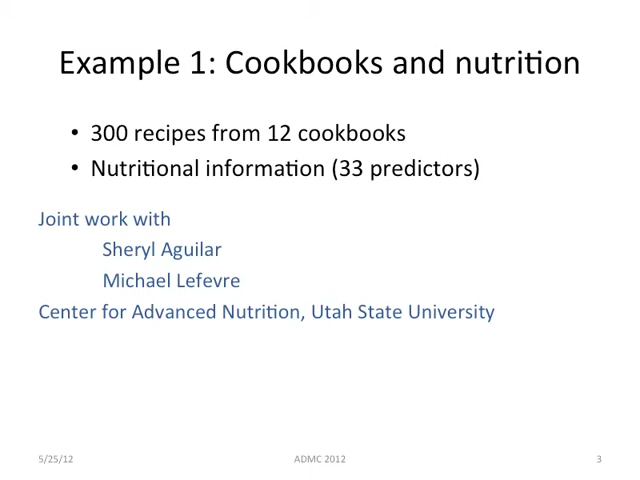 Example 1: Cookbooks and nutrition
• 300 recipes from 12 cookbooks
• Nutritional information (33 predictors)
Joint work with
Sheryl Aguilar
Michael Lefevre
Center for Advanced Nutrition, Utah State University
5/25/12
ADMC 2012
3